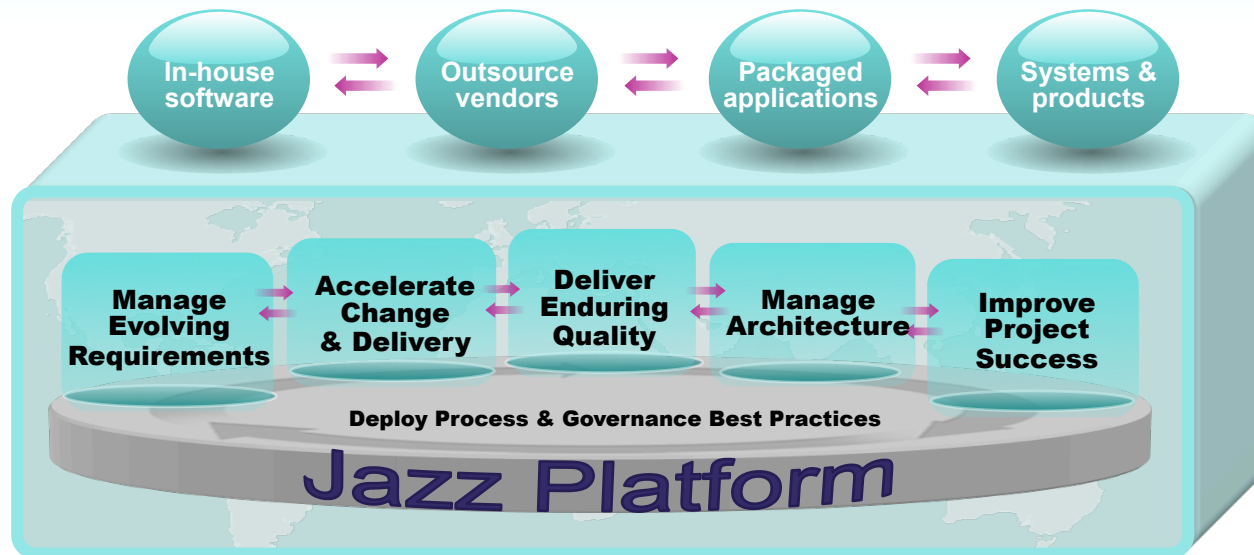 In-house
software
Outsource
vendors
Packaged
applications
Systems &
products
Manage
Evolving
Requirements
Accelerate
Change
& Delivery
Deliver
Enduring
Quality
Manage
Architecture
Improve
Project
Success
Deploy Process & Governance Best Practices
Jazz Platform